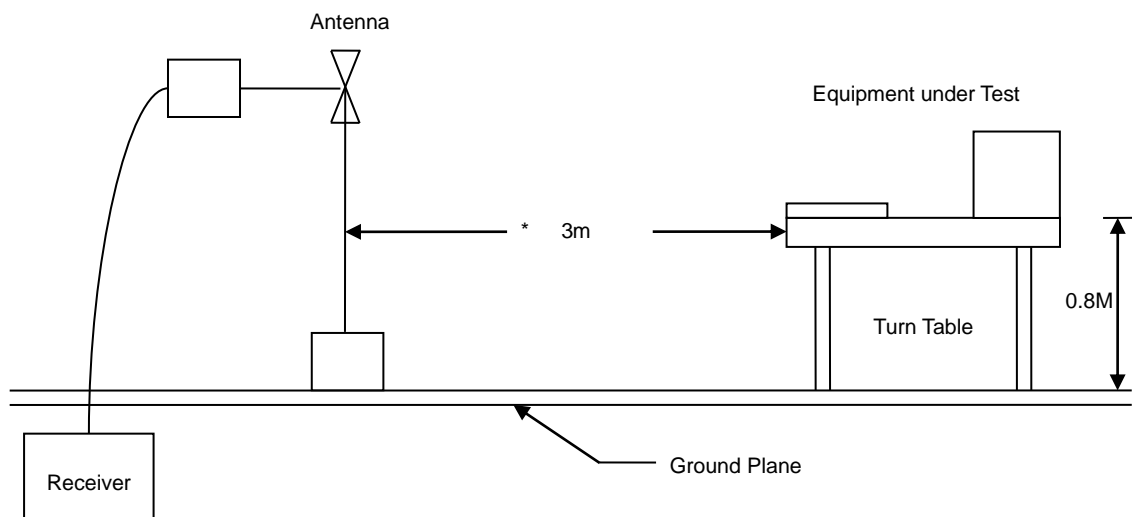 Antenna
Equipment under Test
* 3m
0.8M
Turn Table
Ground Plane
Receiver